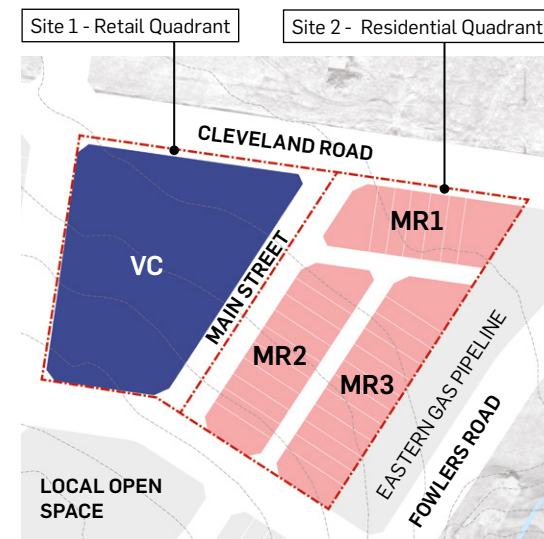 Site 1 - Retail Quadrant
Site 2 - Residential Quadrant
CLEVELAND ROAD
MR1
VC
MAIN STREET
MR2
MR3
EASTERN GAS PIPELINE
FOWLERS ROAD
LOCAL OPEN
SPACE